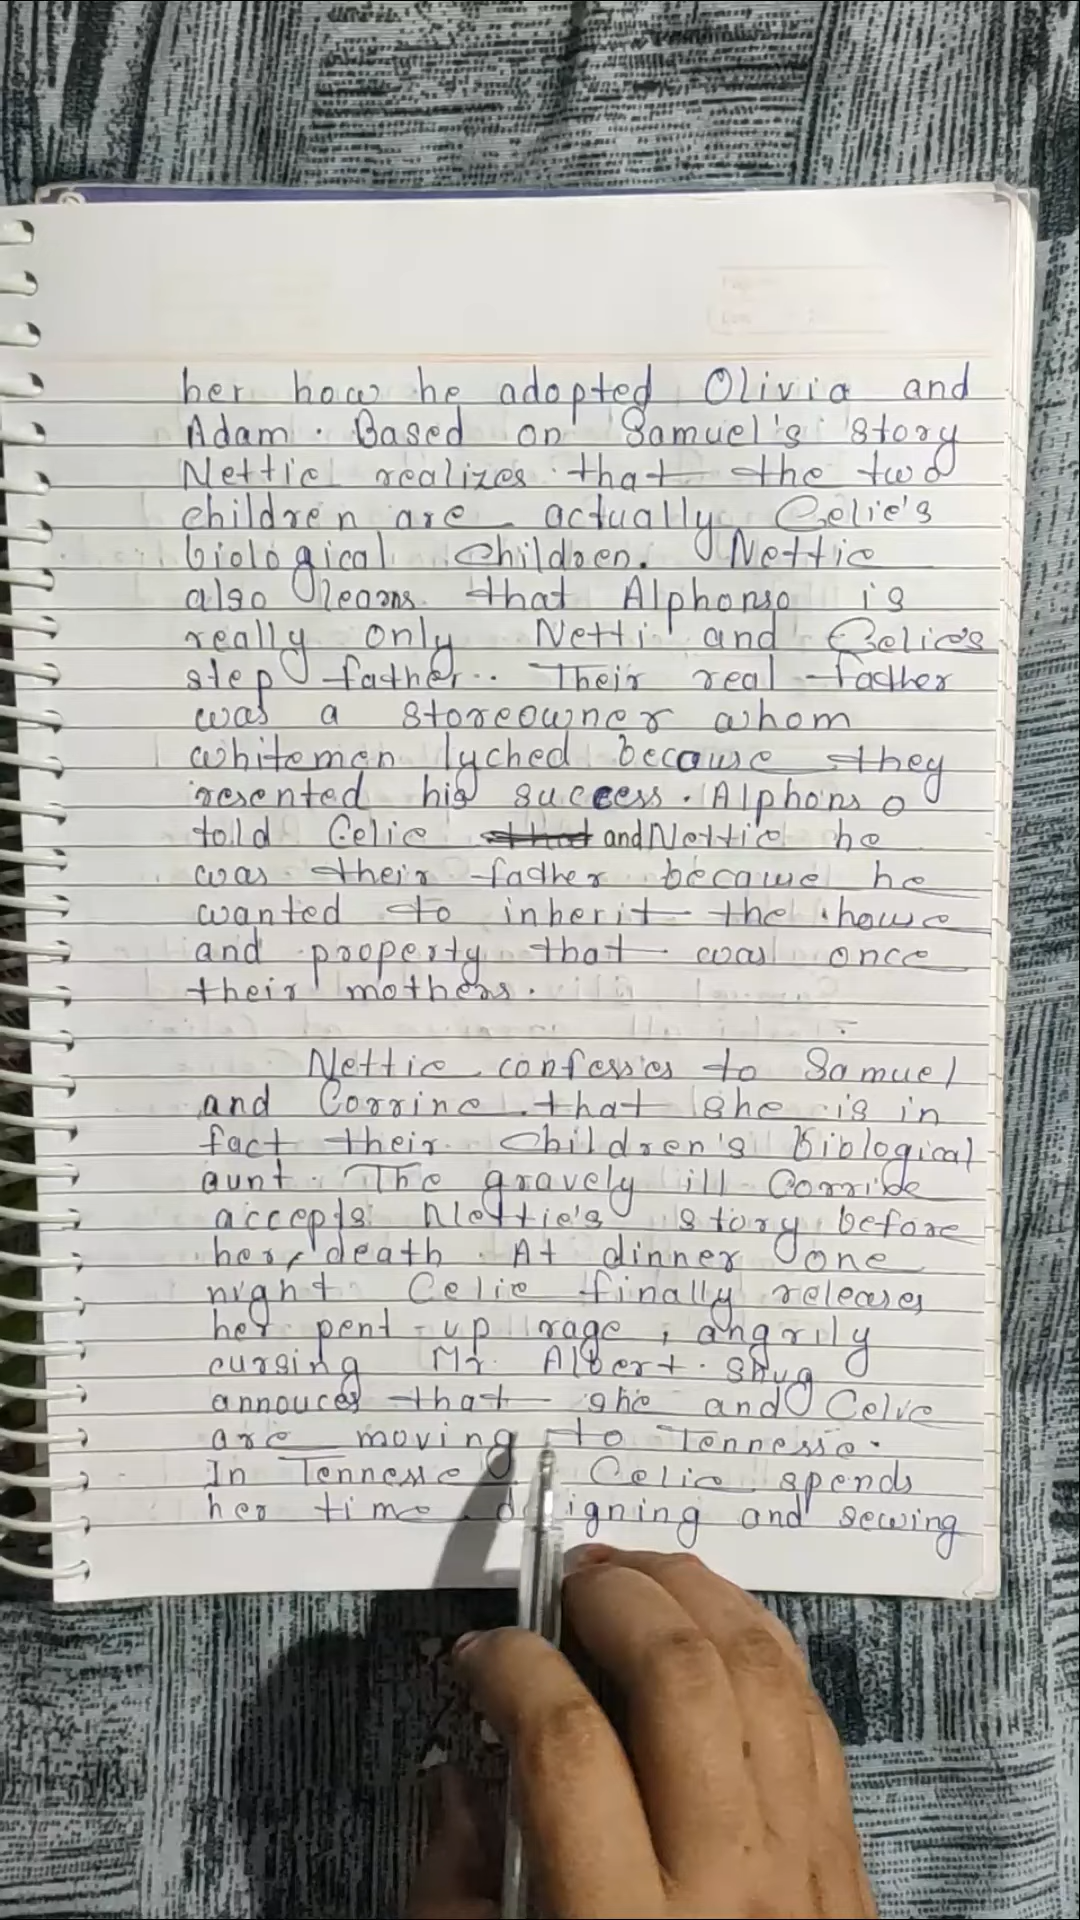 her how he adopted Olivia and
Adam. Based on Samuel's story
Nettie realizes that the two
children are actually Celie's
biological Children. Nettie
also learns that Alphonso is
really only Netti and Celie's
step father.. Their real father
was a storeowner whom
whitemen lyched because they
resented his success. Alphonso
told Celie and Nettie he
was their father because he
wanted to inherit the house
and property that was once
their mothers.
Nettie confesses to Samuel
and Corrine that she is in
fact their Children's biological
aunt. The gravely ill
accepts Nettie's story before
her death. At dinner one
night Celie finally releases
her pent-up rage, angrily
cursing Mr. Albert. Shug
annouces that she and
are moving to Tennesse.
In Tennesse Celie spends
her time and sewing